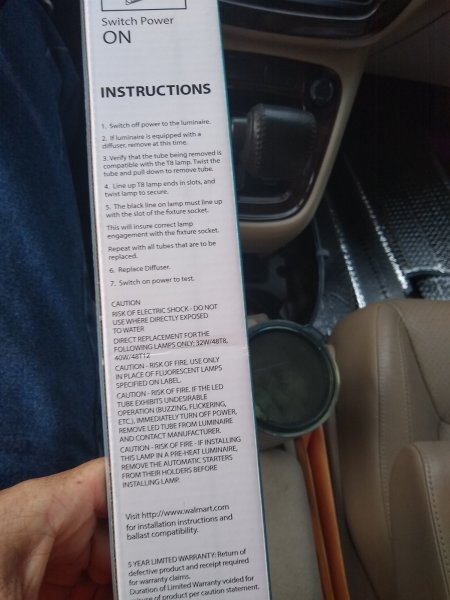 Switch Power
ON
INSTRUCTIONS
1. Switch off power to the luminaire.
2. If luminaire is equipped with a
diffuser, remove at this time.
3. Verify that the tube being removed is
compatible with the T8 lamp. Twist the
tube and pull down to remove tube.
4. Line up T8 lamp ends in slots, and
twist lamp to secure.
5. The black line on lamp must line up
with the slot of the fixture socket.
This will insure correct lamp
engagement with the fixture socket.
Repeat with all tubes that are to be
replaced.
6. Replace Diffuser.
7. Switch on power to test.
CAUTION
RISK OF ELECTRIC SHOCK - DO NOT
USE WHERE DIRECTLY EXPOSED
TO WATER
DIRECT REPLACEMENT FOR THE
FOLLOWING LAMPS ONLY: 32W/48T8,
40W/48T12
CAUTION - RISK OF FIRE. USE ONLY
IN PLACE OF FLUORESCENT LAMPS
SPECIFIED ON LABEL.
CAUTION - RISK OF FIRE. IF THE LED
TUBE EXHIBITS UNDESIRABLE
OPERATION (BUZZING, FLICKERING,
ETC.), IMMEDIATELY TURN OFF POWER,
REMOVE LED TUBE FROM LUMINAIRE
AND CONTACT MANUFACTURER.
CAUTION - RISK OF FIRE - IF INSTALLING
THIS LAMP IN A PRE-HEAT LUMINAIRE,
REMOVE THE AUTOMATIC STARTERS
FROM THEIR HOLDERS BEFORE
INSTALLING LAMP.
Visit http://www.walmart.com
for installation instructions and
ballast compatibility.
5 YEAR LIMITED WARRANTY: Return of
defective product and receipt required
for warranty claims.
Duration of Limited Warranty voided for
misuse of product per caution statement.